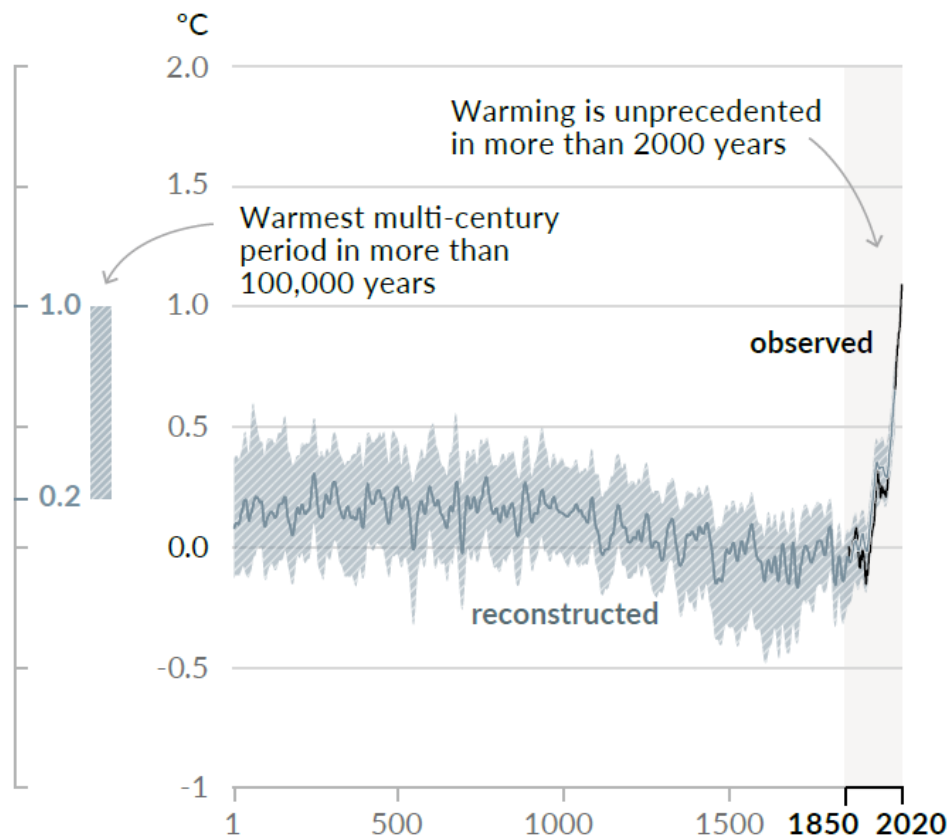 °C
2.0
Warming is unprecedented
in more than 2000 years
1.5
Warmest multi-century
period in more than
100,000 years
1.0
1.0
observed
0.5
0.2
0.0
reconstructed
-0.5
-1
1 500 1000 1500 1850 2020